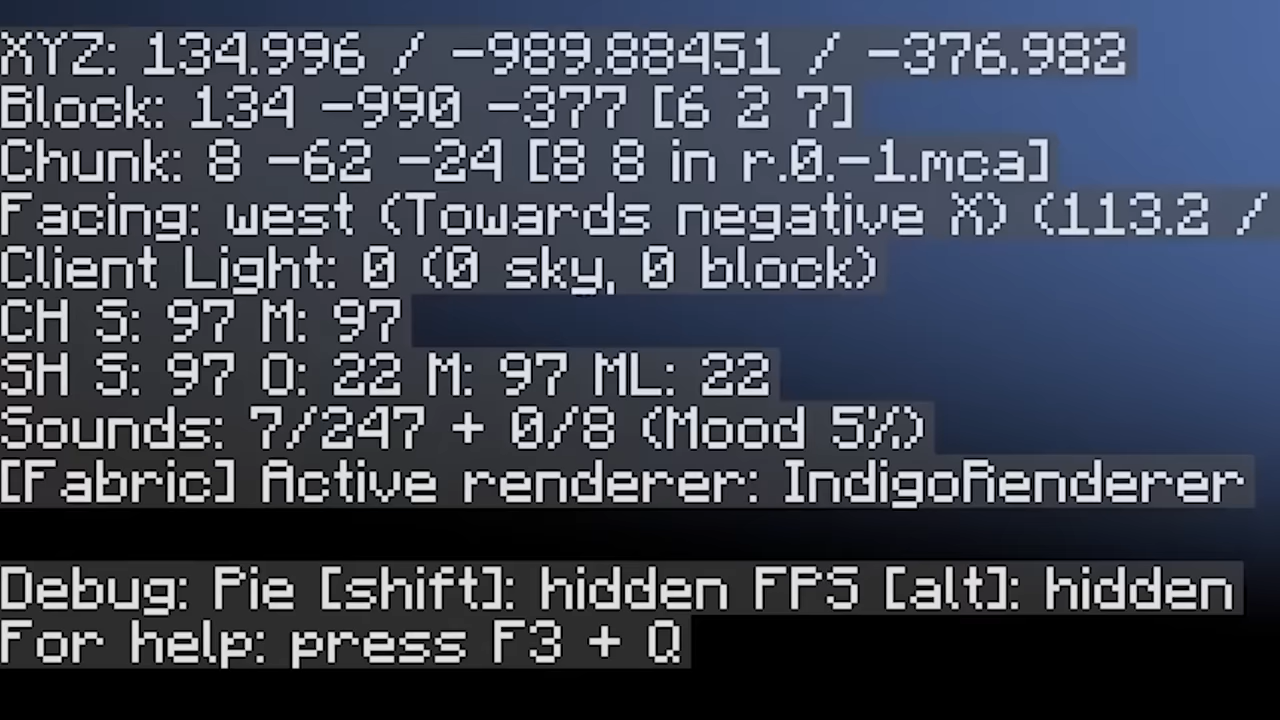 XYZ: 134.996 / -989.88451 / -376.982
Block: 134 -990 -377 [6 2 7]
Chunk: 8 -62 -24 [8 8 in r.0.-1.mca]
Facing: west (Towards negative X) (113.2 /
Client Light: 0 (0 sky, 0 block)
CH S: 97 M: 97
SH S: 97 O: 22 M: 97 ML: 22
Sounds: 7/247 + 0/8 (Mood 5%)
[Fabric] Active renderer: IndigoRenderer
Debug: Pie [shift]: hidden FPS [alt]: hidden
For help: press F3 + Q